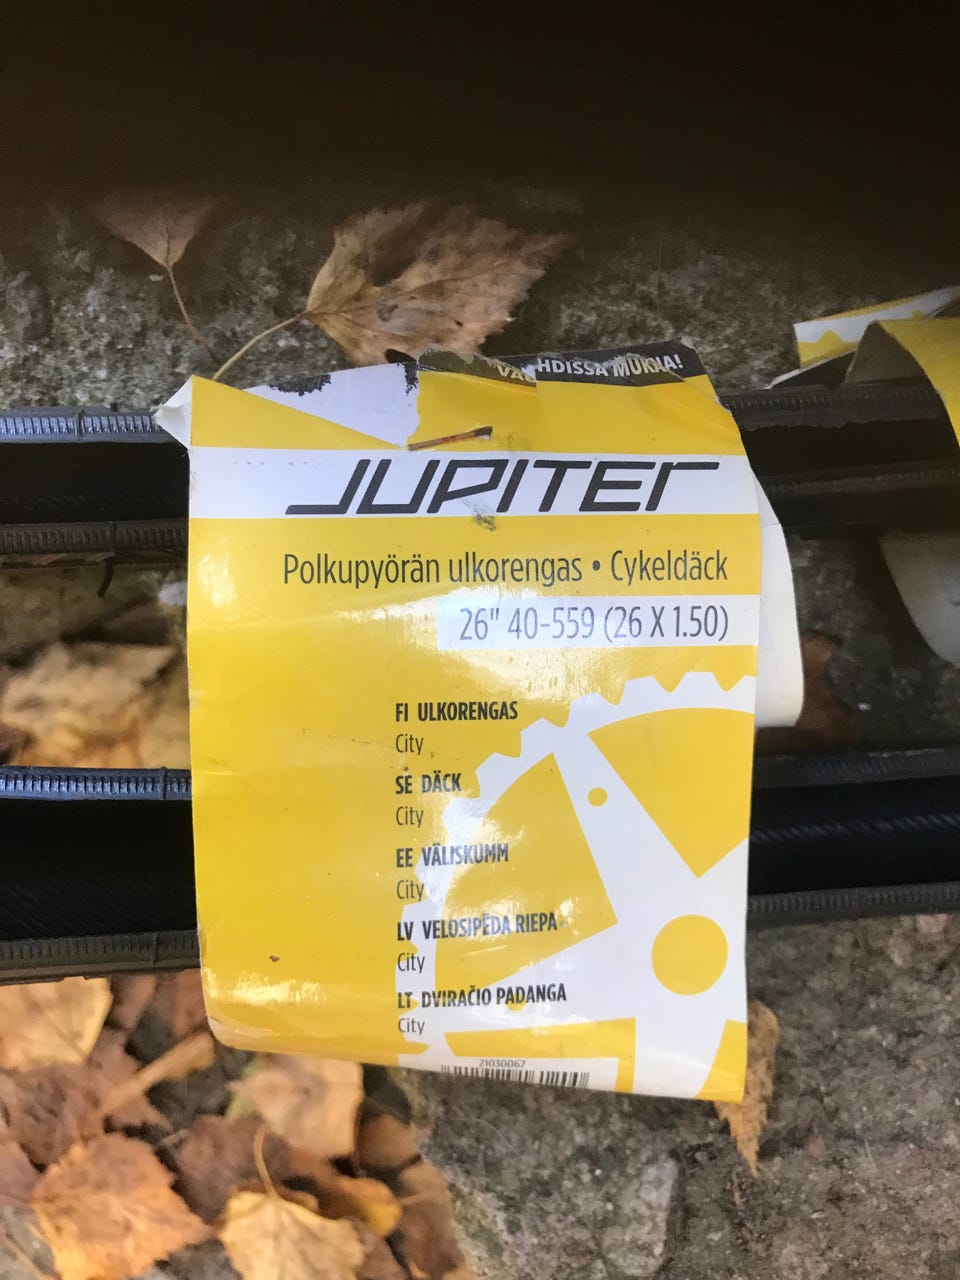 HDISSA MUKNA!
JUPITER
Polkupyörän ulkorengas • Cykeldäck
26" 40-559 (26 X 1.50)
FI ULKORENGAS
City
SE DÄCK
City
EE VÄLISKUMM
City
LV VELOSIPĒDA RIEPA
City
LT DVIRAČIO PADANGA
City
21030067